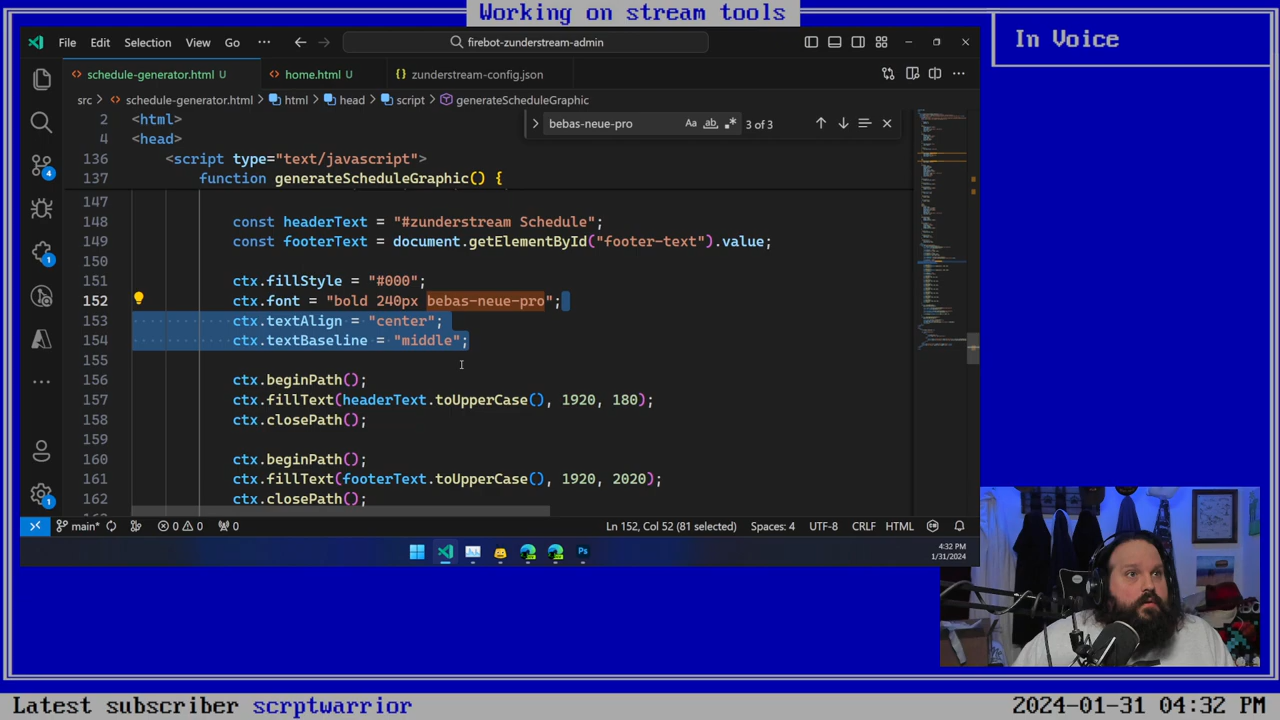 Working on stream tools
File Edit Selection View Go ··· firebot-zunderstream-admin
In Voice
schedule-generator.html U home.html U zunderstream-config.json
src > schedule-generator.html > html > head > script > generateScheduleGraphic
bebas-neue-pro Aa ab .* 3 of 3
2 <html>
4 <head>
136 <script type="text/javascript">
137 function generateScheduleGraphic() {
147
148 const headerText = "#zunderstream Schedule";
149 const footerText = document.getElementById("footer-text").value;
150
151 ctx.fillStyle = "#000";
152 ctx.font = "bold 240px bebas-neue-pro";
153 ctx.textAlign = "center";
154 ctx.textBaseline = "middle";
155
156 ctx.beginPath();
157 ctx.fillText(headerText.toUpperCase(), 1920, 180);
158 ctx.closePath();
159
160 ctx.beginPath();
161 ctx.fillText(footerText.toUpperCase(), 1920, 2020);
162 ctx.closePath();
4
1
1
main* 0 0 0 Ln 152, Col 52 (81 selected) Spaces: 4 UTF-8 CRLF HTML
Ps
4:32 PM
1/31/2024
Latest subscriber scrptwarrior 2024-01-31 04:32 PM